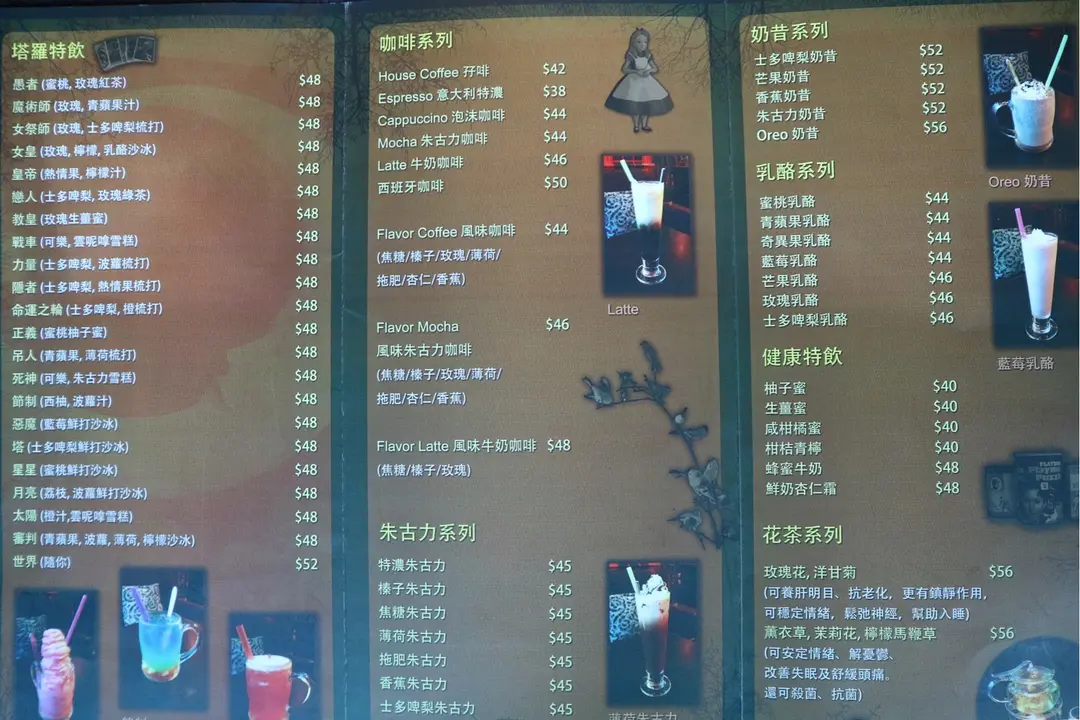 塔羅特飲
愚者 (蜜桃, 玫瑰紅茶) $48
魔術師 (玫瑰, 青蘋果汁) $48
女祭師 (玫瑰, 士多啤梨梳打) $48
女皇 (玫瑰, 檸檬, 乳酪沙冰) $48
皇帝 (熱情果, 檸檬汁) $48
戀人 (士多啤梨, 玫瑰綠茶) $48
教皇 (玫瑰生薑蜜) $48
戰車 (可樂, 雲呢嗱雪糕) $48
力量 (士多啤梨, 波蘿梳打) $48
隱者 (士多啤梨, 熱情果梳打) $48
命運之輪 (士多啤梨, 橙梳打) $48
正義 (蜜桃柚子蜜) $48
吊人 (青蘋果, 薄荷梳打) $48
死神 (可樂, 朱古力雪糕) $48
節制 (西柚, 波蘿汁) $48
惡魔 (藍莓鮮打沙冰) $48
塔 (士多啤梨鮮打沙冰) $48
星星 (蜜桃鮮打沙冰) $48
月亮 (荔枝, 波蘿鮮打沙冰) $48
太陽 (橙汁,雲呢嗱雪糕) $48
審判 (青蘋果, 波蘿, 薄荷, 檸檬沙冰) $48
世界 (隨你) $52
咖啡系列
House Coffee 孖啡 $42
Espresso 意大利特濃 $38
Cappuccino 泡沫咖啡 $44
Mocha 朱古力咖啡 $44
Latte 牛奶咖啡 $46
西班牙咖啡 $50
Flavor Coffee 風味咖啡 $44
(焦糖/榛子/玫瑰/薄荷/
拖肥/杏仁/香蕉)
Flavor Mocha $46
風味朱古力咖啡
(焦糖/榛子/玫瑰/薄荷/
拖肥/杏仁/香蕉)
Flavor Latte 風味牛奶咖啡 $48
(焦糖/榛子/玫瑰)
Latte
朱古力系列
特濃朱古力 $45
榛子朱古力 $45
焦糖朱古力 $45
薄荷朱古力 $45
拖肥朱古力 $45
香蕉朱古力 $45
士多啤梨朱古力 $45
薄荷朱古力
奶昔系列
士多啤梨奶昔 $52
芒果奶昔 $52
香蕉奶昔 $52
朱古力奶昔 $52
Oreo 奶昔 $56
Oreo 奶昔
乳酪系列
蜜桃乳酪 $44
青蘋果乳酪 $44
奇異果乳酪 $44
藍莓乳酪 $44
芒果乳酪 $46
玫瑰乳酪 $46
士多啤梨乳酪 $46
藍莓乳酪
健康特飲
柚子蜜 $40
生薑蜜 $40
咸柑橘蜜 $40
柑桔青檸 $40
蜂蜜牛奶 $48
鮮奶杏仁霜 $48
花茶系列
玫瑰花, 洋甘菊 $56
(可養肝明目、抗老化，更有鎮靜作用，
可穩定情緒，鬆弛神經，幫助入睡)
薰衣草, 茉莉花, 檸檬馬鞭草 $56
(可安定情緒、解憂鬱、
改善失眠及舒緩頭痛。
還可殺菌、抗菌)